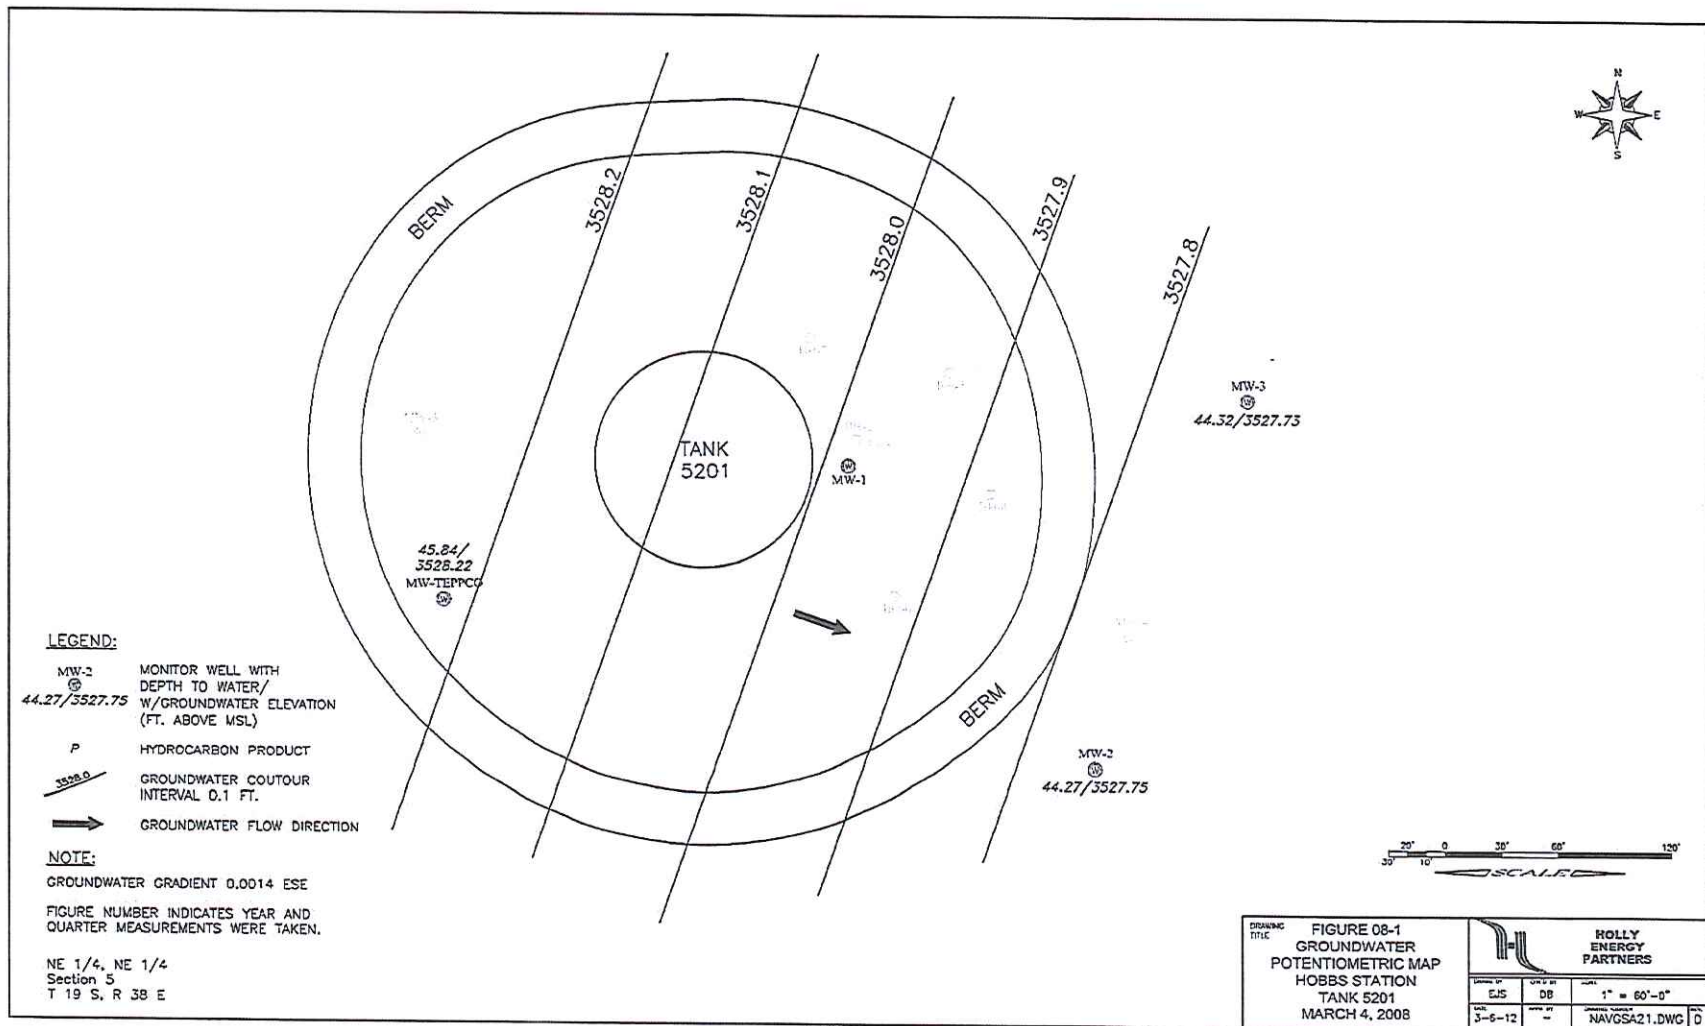 N
W E
S
3528.2
3528.1
3528.0
3527.9
3527.8
BERM
TANK
5201
MW-1
MW-3
44.32/3527.73
45.84/
3528.22
MW-TEPPCO
BERM
MW-2
44.27/3527.75
LEGEND:
MW-2
44.27/3527.75
MONITOR WELL WITH
DEPTH TO WATER/
W/GROUNDWATER ELEVATION
(FT. ABOVE MSL)
P
HYDROCARBON PRODUCT
3528.0
GROUNDWATER COUTOUR
INTERVAL 0.1 FT.
GROUNDWATER FLOW DIRECTION
NOTE:
GROUNDWATER GRADIENT 0.0014 ESE
FIGURE NUMBER INDICATES YEAR AND
QUARTER MEASUREMENTS WERE TAKEN.
NE 1/4, NE 1/4
Section 5
T 19 S, R 38 E
20' 0 30' 60' 120'
30' 10'
SCALE
DRAWING
TITLE
FIGURE 08-1
GROUNDWATER
POTENTIOMETRIC MAP
HOBBS STATION
TANK 5201
MARCH 4, 2008
HOLLY
ENERGY
PARTNERS
EJS DB 1" = 60'-0"
3-6-12 - NAVGSA21.DWG D